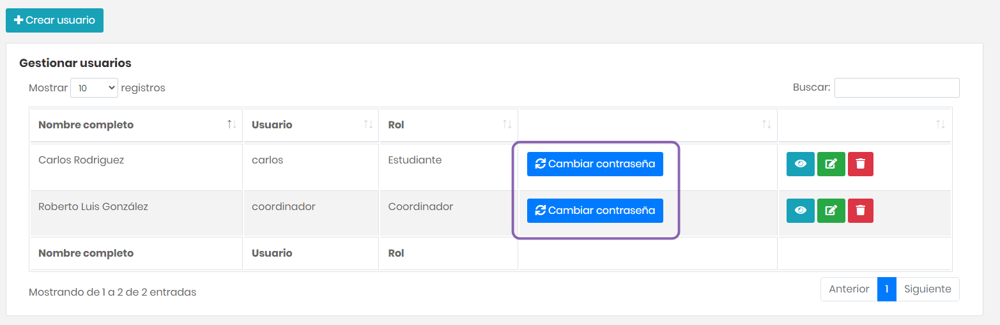 Crear usuario
Gestionar usuarios
Mostrar 10 registros Buscar:
Nombre completo Usuario Rol
Carlos Rodriguez carlos Estudiante Cambiar contraseña
Roberto Luis González coordinador Coordinador Cambiar contraseña
Nombre completo Usuario Rol
Mostrando de 1 a 2 de 2 entradas Anterior 1 Siguiente